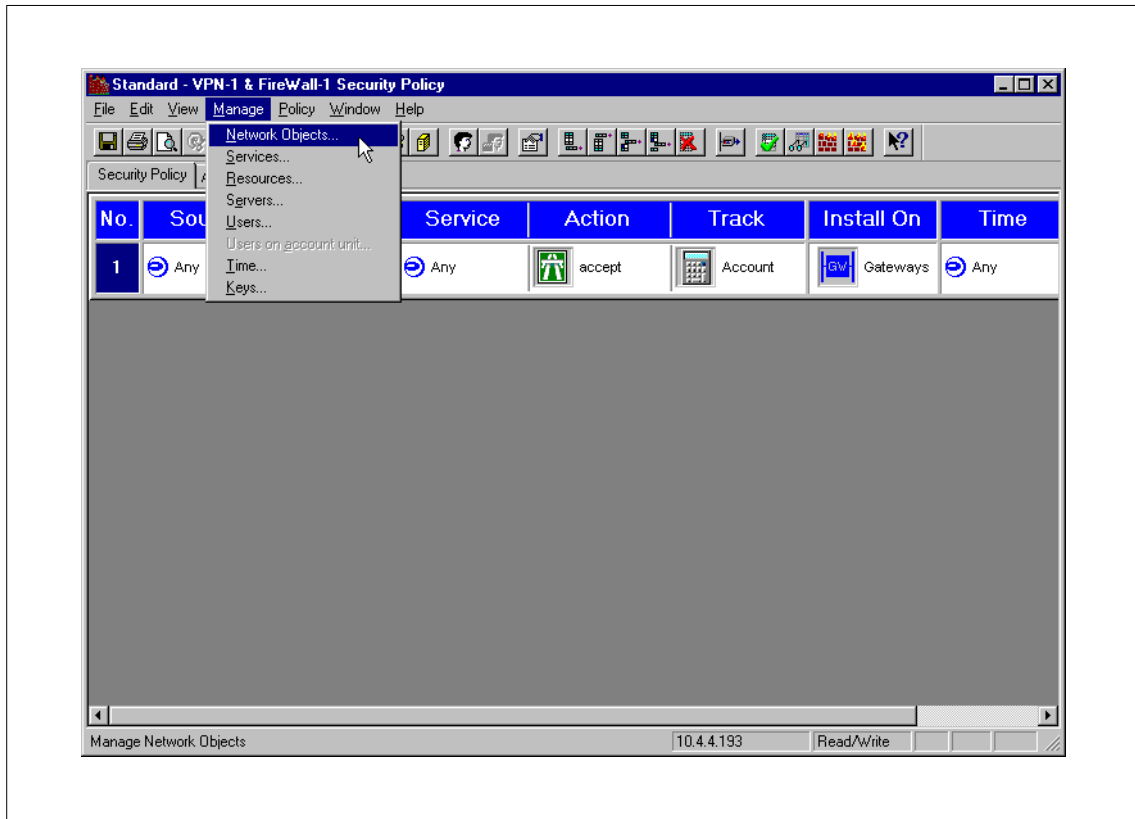 Standard - VPN-1 & FireWall-1 Security Policy
File Edit View Manage Policy Window Help
Network Objects...
Services...
Resources...
Servers...
Users...
Users on account unit...
Time...
Keys...
Security Policy
No. Sou Service Action Track Install On Time
1 Any Any accept Account GW Gateways Any
Manage Network Objects 10.4.4.193 Read/Write